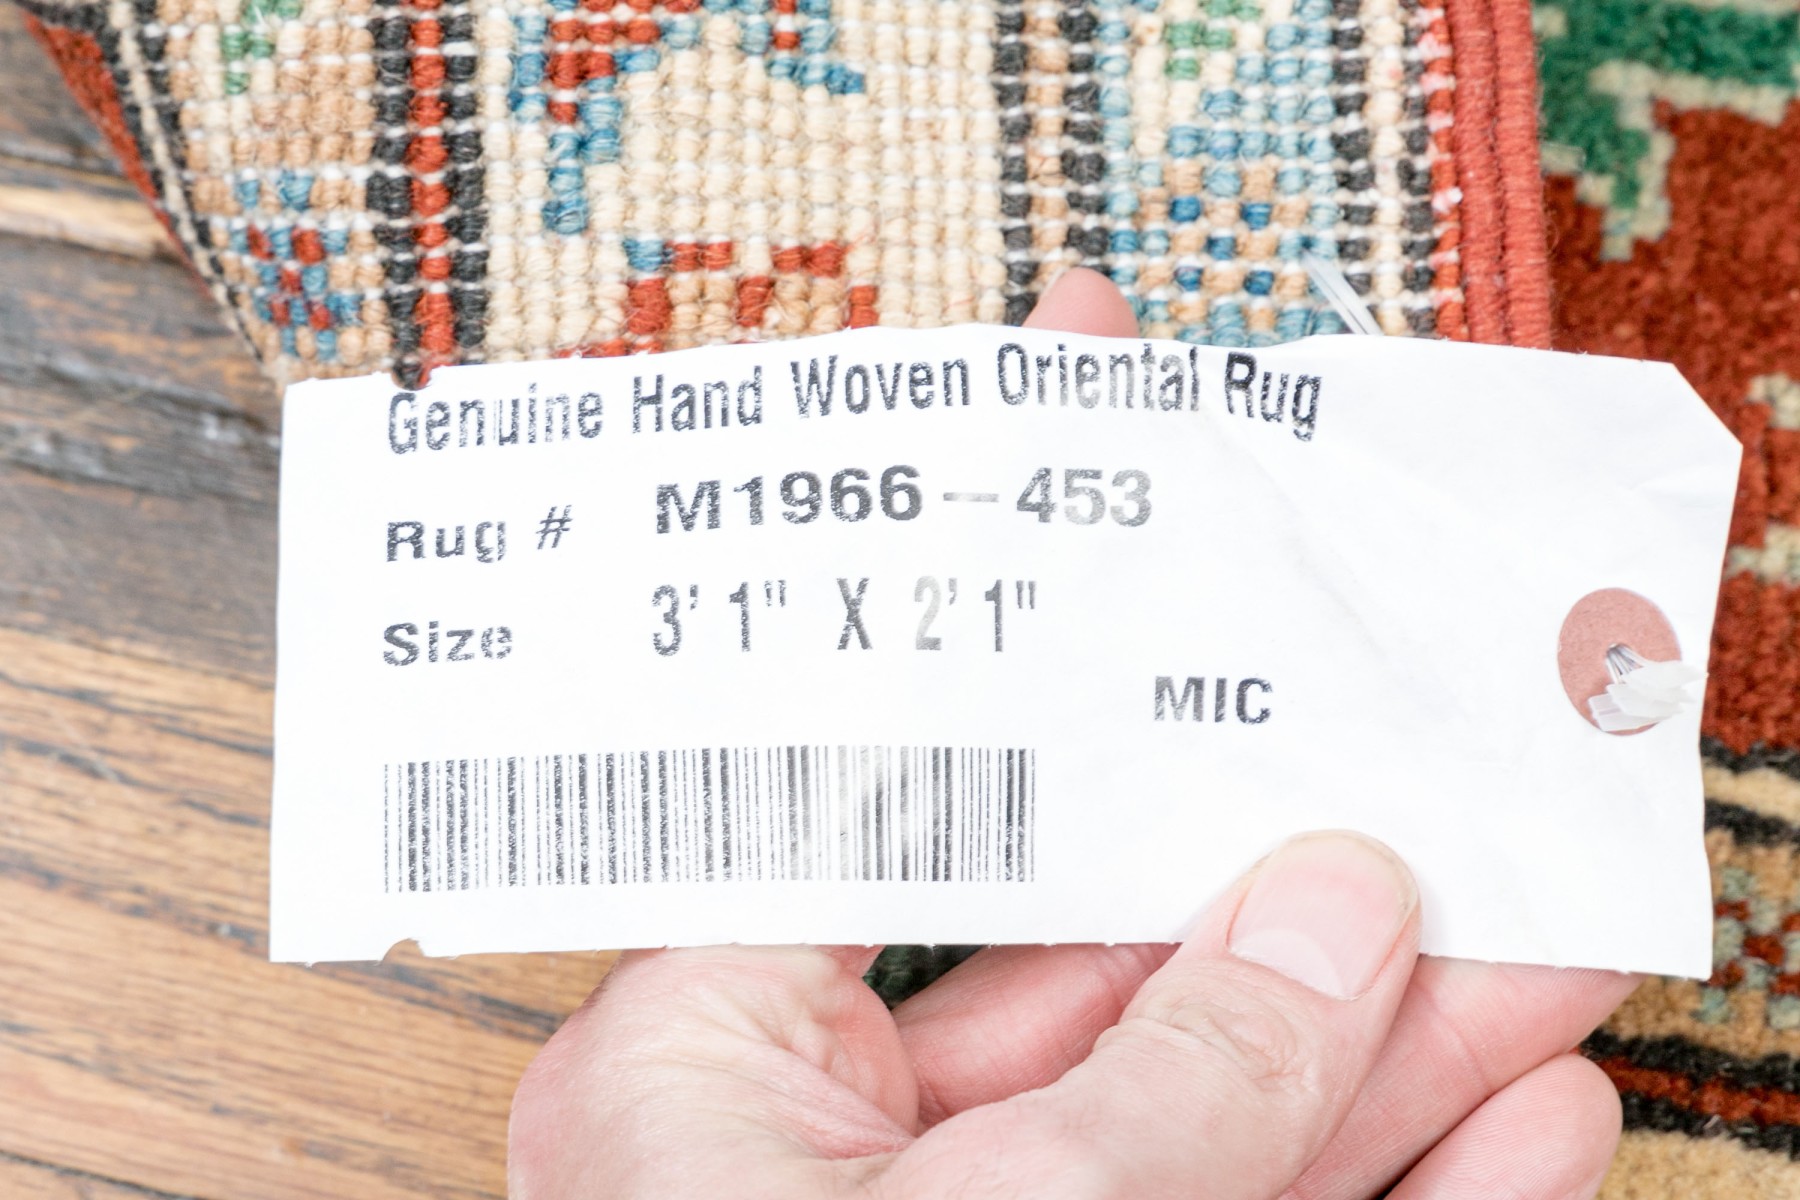 Genuine Hand Woven Oriental Rug
Rug # M1966-453
Size 3' 1" X 2' 1"
MIC